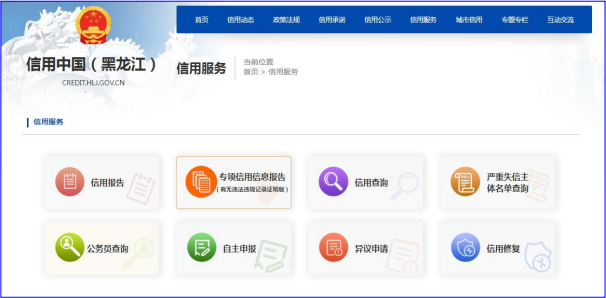 首页 信用动态 政策法规 信用承诺 信用公示 信用服务 城市信用 专题专栏 互动交流
信用中国（黑龙江）
CREDIT.HLJ.GOV.CN
信用服务
当前位置
首页 > 信用服务
信用服务
信用报告
专项信用信息报告
（有无违法违规记录证明版）
信用查询
严重失信主
体名单查询
公务员查询
自主申报
异议申请
信用修复